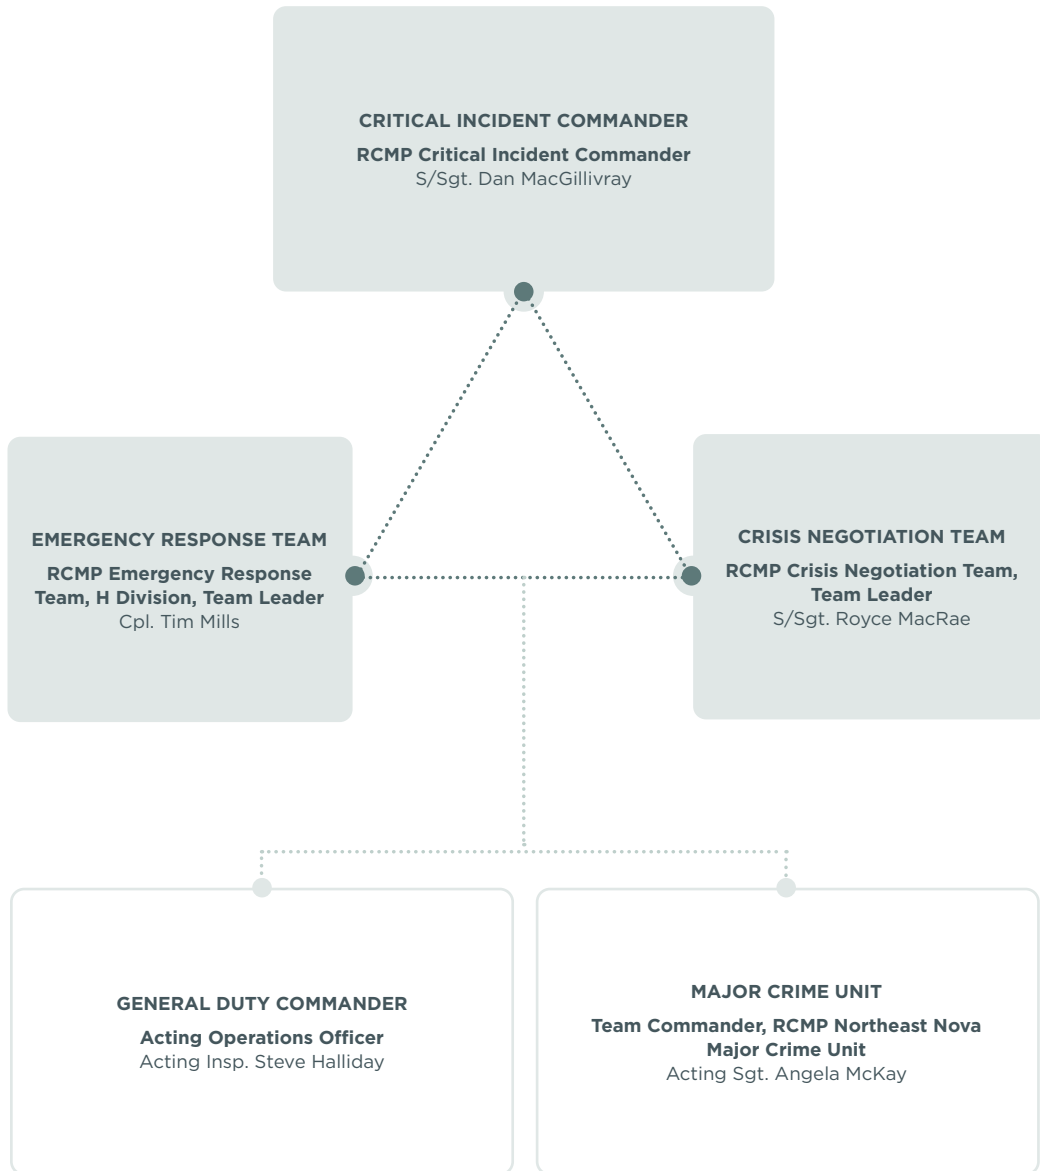 CRITICAL INCIDENT COMMANDER
RCMP Critical Incident Commander
S/Sgt. Dan MacGillivray
EMERGENCY RESPONSE TEAM
RCMP Emergency Response
Team, H Division, Team Leader
Cpl. Tim Mills
CRISIS NEGOTIATION TEAM
RCMP Crisis Negotiation Team,
Team Leader
S/Sgt. Royce MacRae
GENERAL DUTY COMMANDER
Acting Operations Officer
Acting Insp. Steve Halliday
MAJOR CRIME UNIT
Team Commander, RCMP Northeast Nova
Major Crime Unit
Acting Sgt. Angela McKay